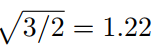 √3/2 = 1.22